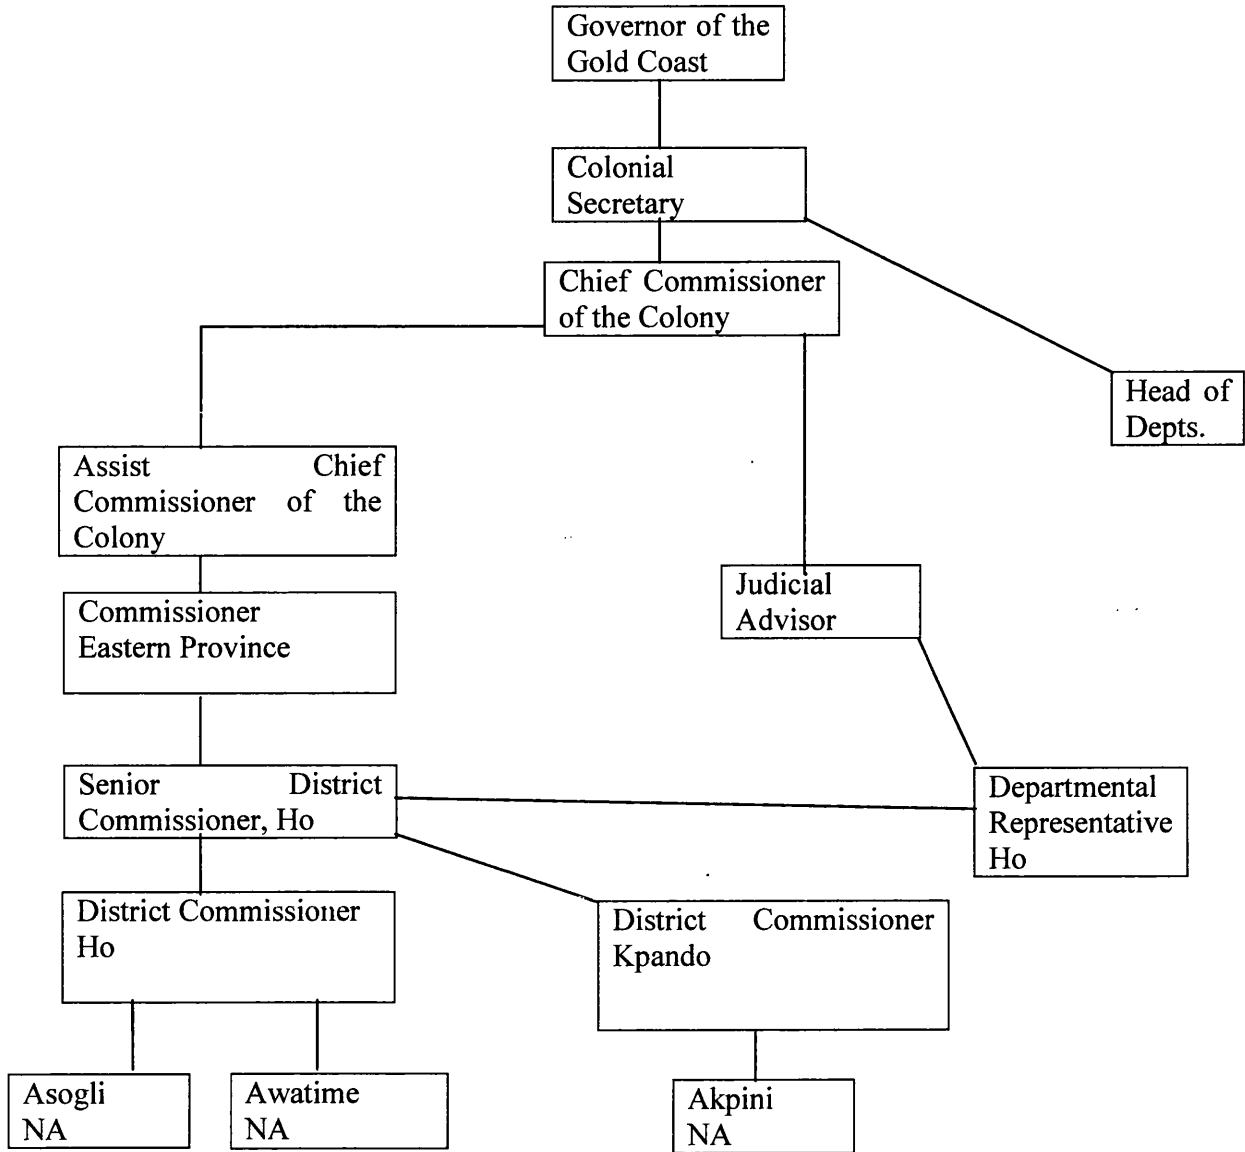 Governor of the
Gold Coast
Colonial
Secretary
Chief Commissioner
of the Colony
Head of
Depts.
Assist Chief
Commissioner of the
Colony
Judicial
Advisor
Commissioner
Eastern Province
Senior District
Commissioner, Ho
Departmental
Representative
Ho
District Commissioner
Ho
District Commissioner
Kpando
Asogli
NA
Awatime
NA
Akpini
NA